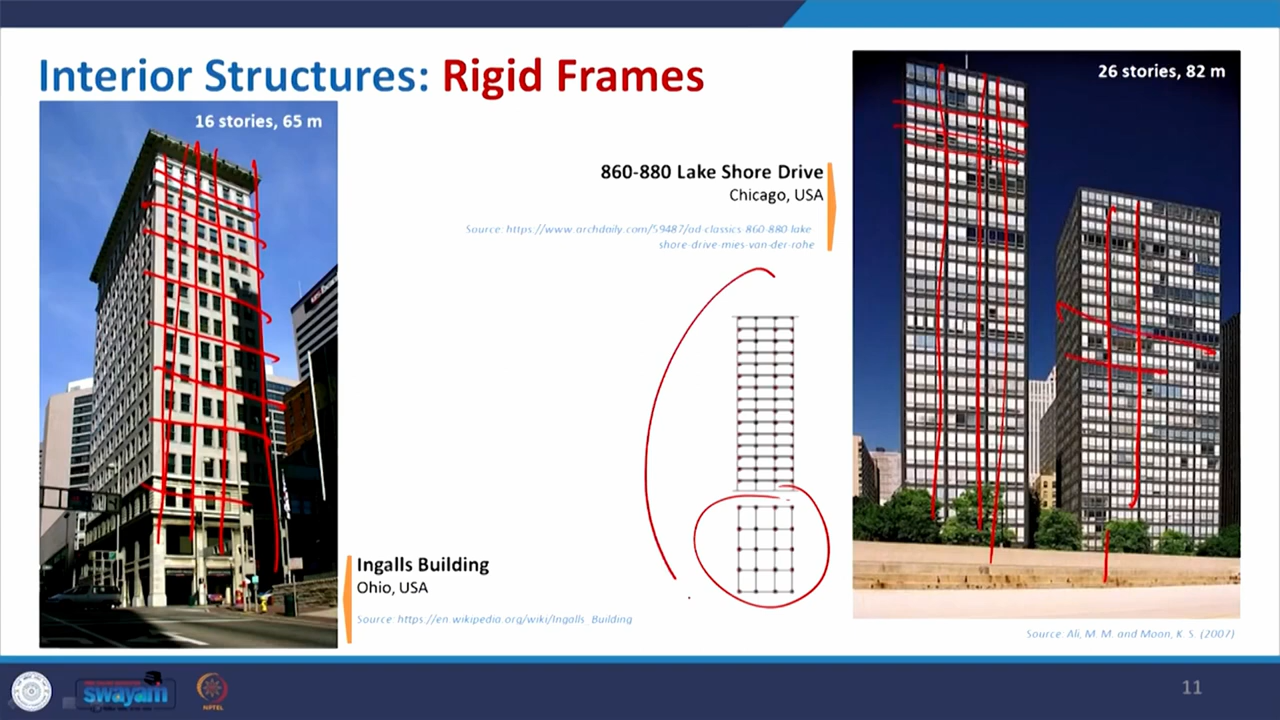 Interior Structures: Rigid Frames
16 stories, 65 m
26 stories, 82 m
860-880 Lake Shore Drive
Chicago, USA
Source: https://www.archdaily.com/59487/ad-classics-860-880-lake
shore-drive-mies-van-der-rohe
Ingalls Building
Ohio, USA
Source: https://en.wikipedia.org/wiki/Ingalls_Building
Source: Ali, M. M. and Moon, K. S. (2007)
swayam
NPTEL
11